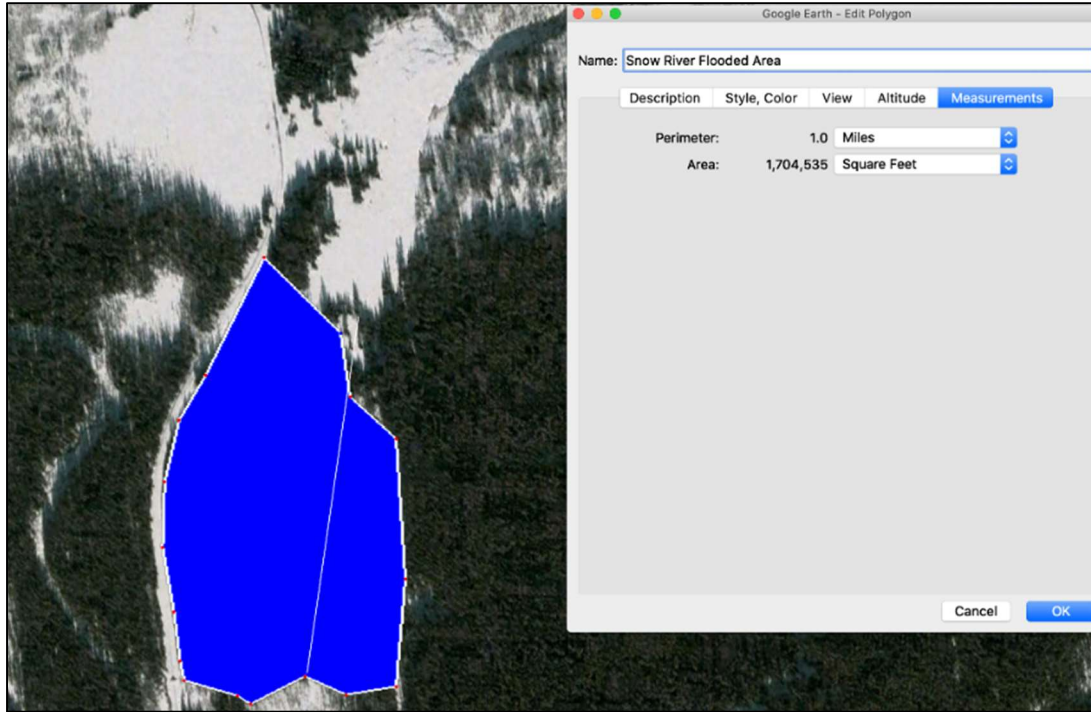 Google Earth - Edit Polygon
Name: Snow River Flooded Area
Description Style, Color View Altitude Measurements
Perimeter: 1.0 Miles
Area: 1,704,535 Square Feet
Cancel OK